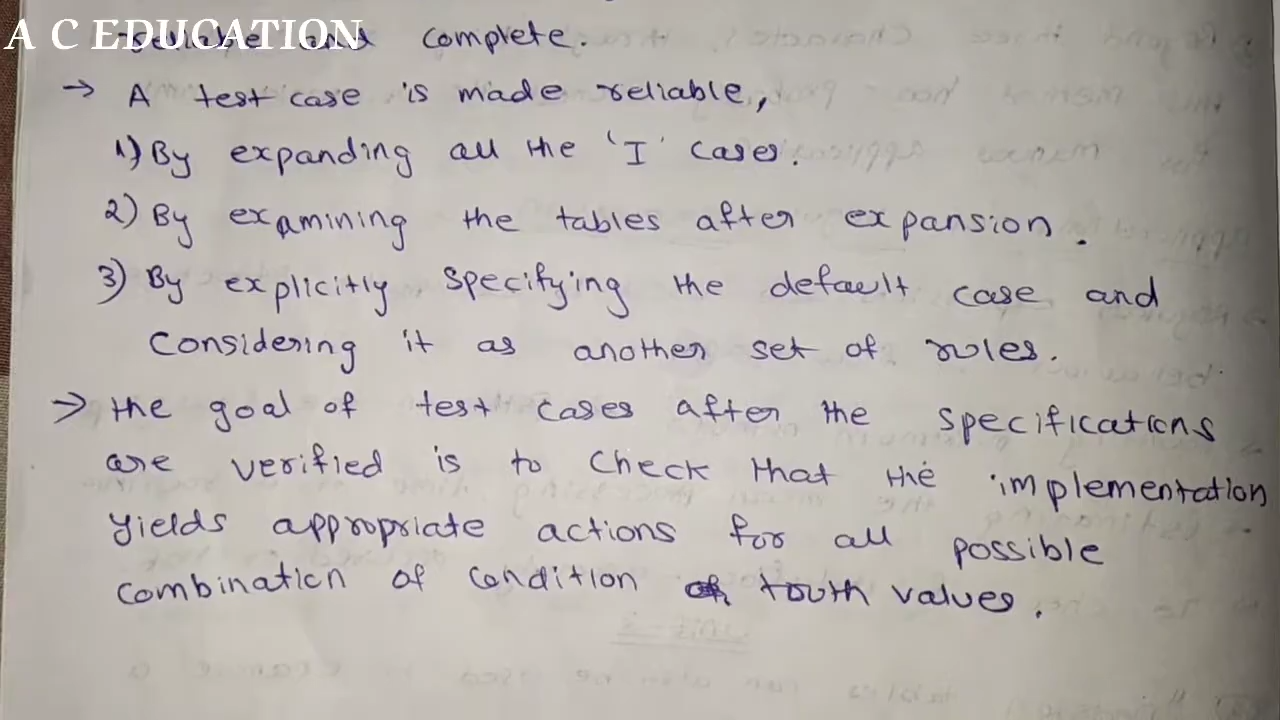 A C EDUCATION
reliable and complete.
→ A test case is made reliable,
1) By expanding all the 'I' cases.
2) By examining the tables after expansion.
3) By explicitly specifying the default case and
considering it as another set of rules.
→ the goal of test cases after the specifications
are verified is to check that the implementation
yields appropriate actions for all possible
combination of condition truth values.